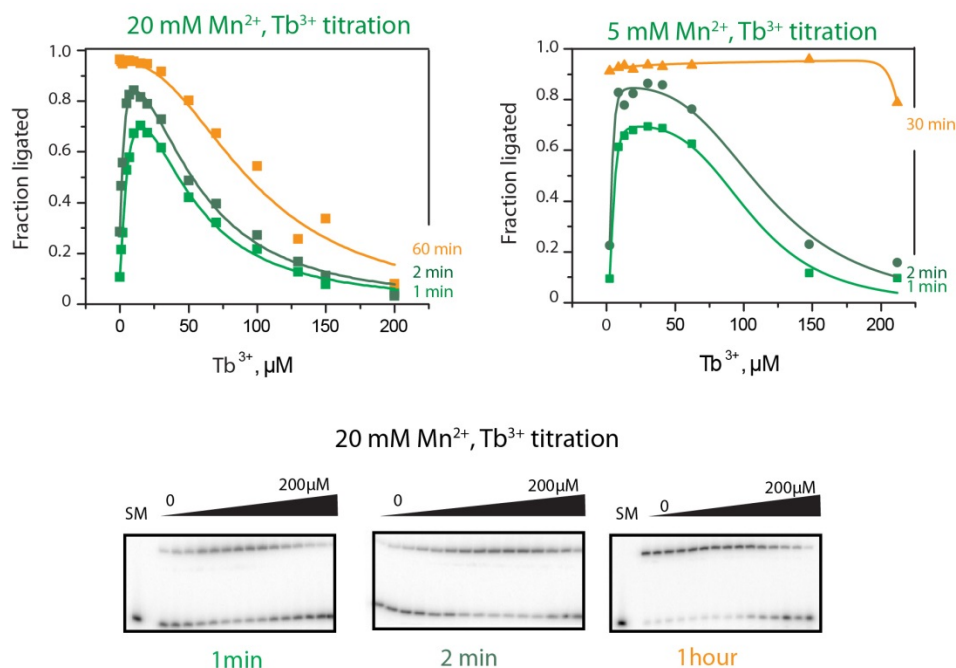 20 mM Mn²⁺, Tb³⁺ titration
Fraction ligated
1.0
0.8
0.6
0.4
0.2
0
0
50
100
150
200
60 min
2 min
1 min
Tb³⁺, µM
5 mM Mn²⁺, Tb³⁺ titration
Fraction ligated
1.0
0.8
0.6
0.4
0.2
0
0
50
100
150
200
30 min
2 min
1 min
Tb³⁺, µM
20 mM Mn²⁺, Tb³⁺ titration
SM
0
200µM
1min
0
200µM
2 min
SM
0
200µM
1hour